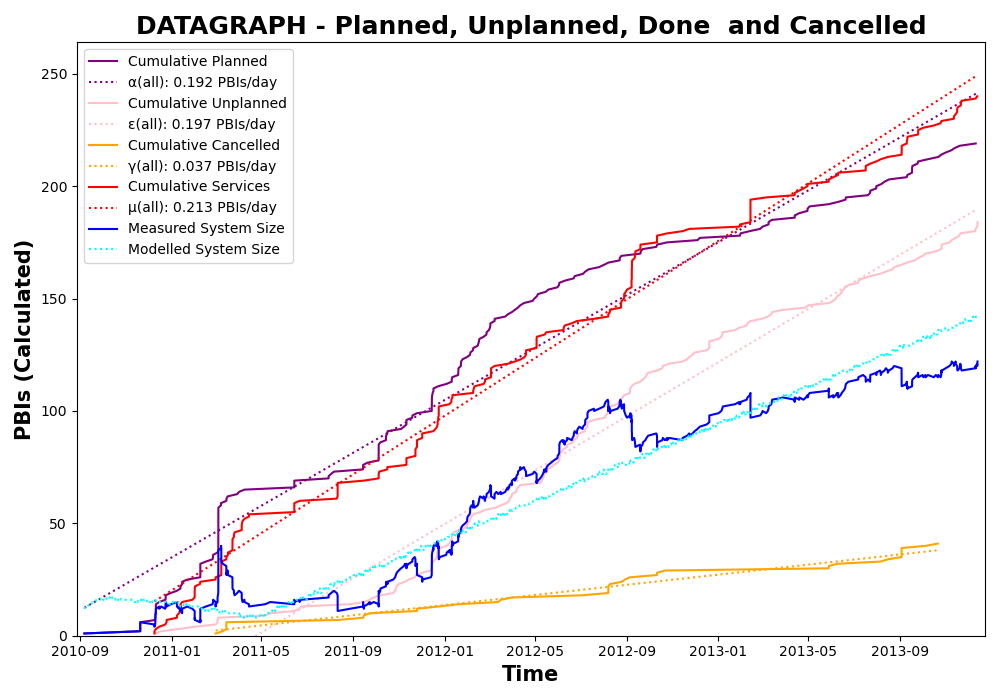 DATAGRAPH - Planned, Unplanned, Done  and Cancelled
Cumulative Planned
α(all): 0.192 PBIs/day
Cumulative Unplanned
ε(all): 0.197 PBIs/day
Cumulative Cancelled
γ(all): 0.037 PBIs/day
Cumulative Services
μ(all): 0.213 PBIs/day
Measured System Size
Modelled System Size
PBIs (Calculated)
250
200
150
100
50
0
2010-09 2011-01 2011-05 2011-09 2012-01 2012-05 2012-09 2013-01 2013-05 2013-09
Time